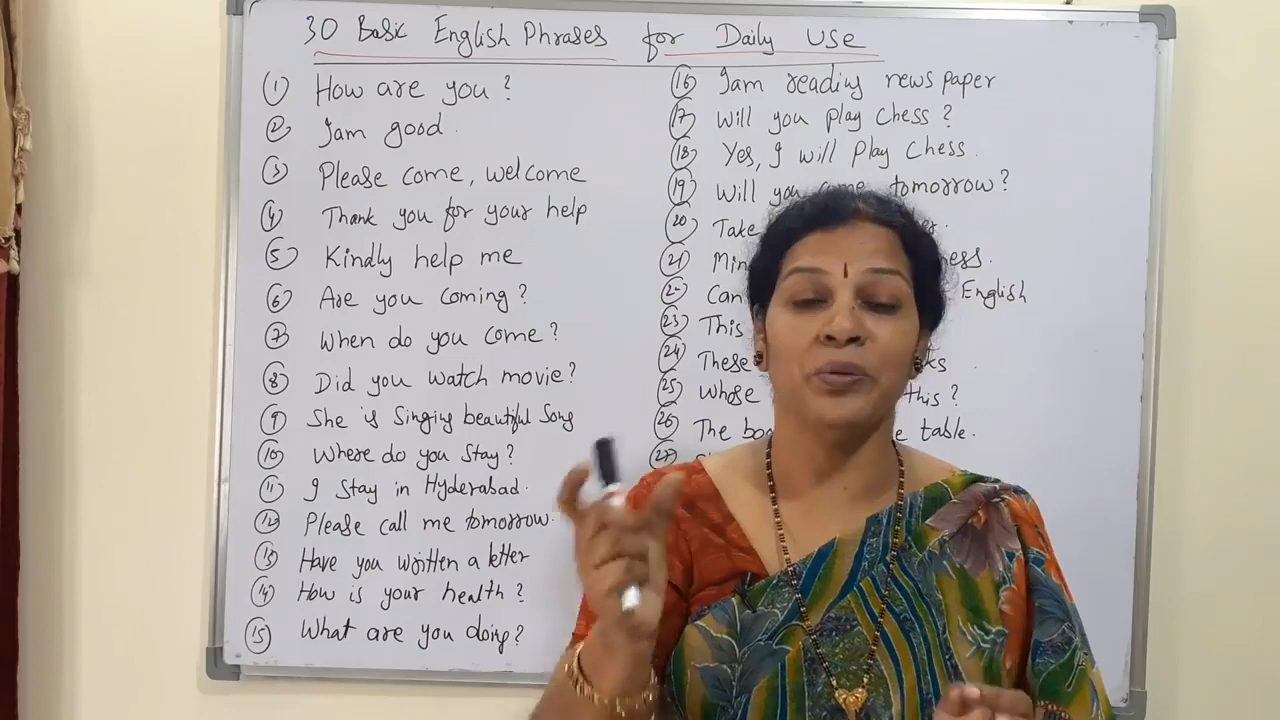 30 Basic English Phrases for Daily Use
1 How are you?
2 I am good.
3 Please come, welcome
4 Thank you for your help
5 Kindly help me
6 Are you coming?
7 When do you come?
8 Did you watch movie?
9 She is singing beautiful song
10 Where do you stay?
11 I stay in Hyderabad.
12 Please call me tomorrow.
13 Have you written a letter
14 How is your health?
15 What are you doing?
16 I am reading news paper
17 Will you play chess?
18 Yes, I will play chess.
19 Will you come tomorrow?
20 Take
21
22 Can English
23 This
24 These
25 Whose this?
26 The table.
27